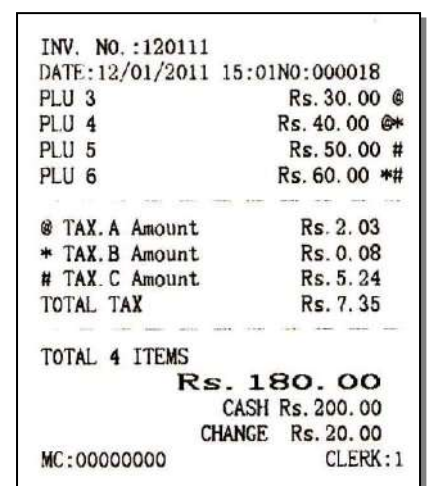 INV. NO.:120111
DATE:12/01/2011 15:01N0:000018
PLU 3 Rs.30.00 @
PLU 4 Rs.40.00 @*
PLU 5 Rs.50.00 #
PLU 6 Rs.60.00 *#
@ TAX.A Amount Rs.2.03
* TAX.B Amount Rs.0.08
# TAX.C Amount Rs.5.24
TOTAL TAX Rs.7.35
TOTAL 4 ITEMS
Rs.180.00
CASH Rs.200.00
CHANGE Rs.20.00
MC:00000000 CLERK:1